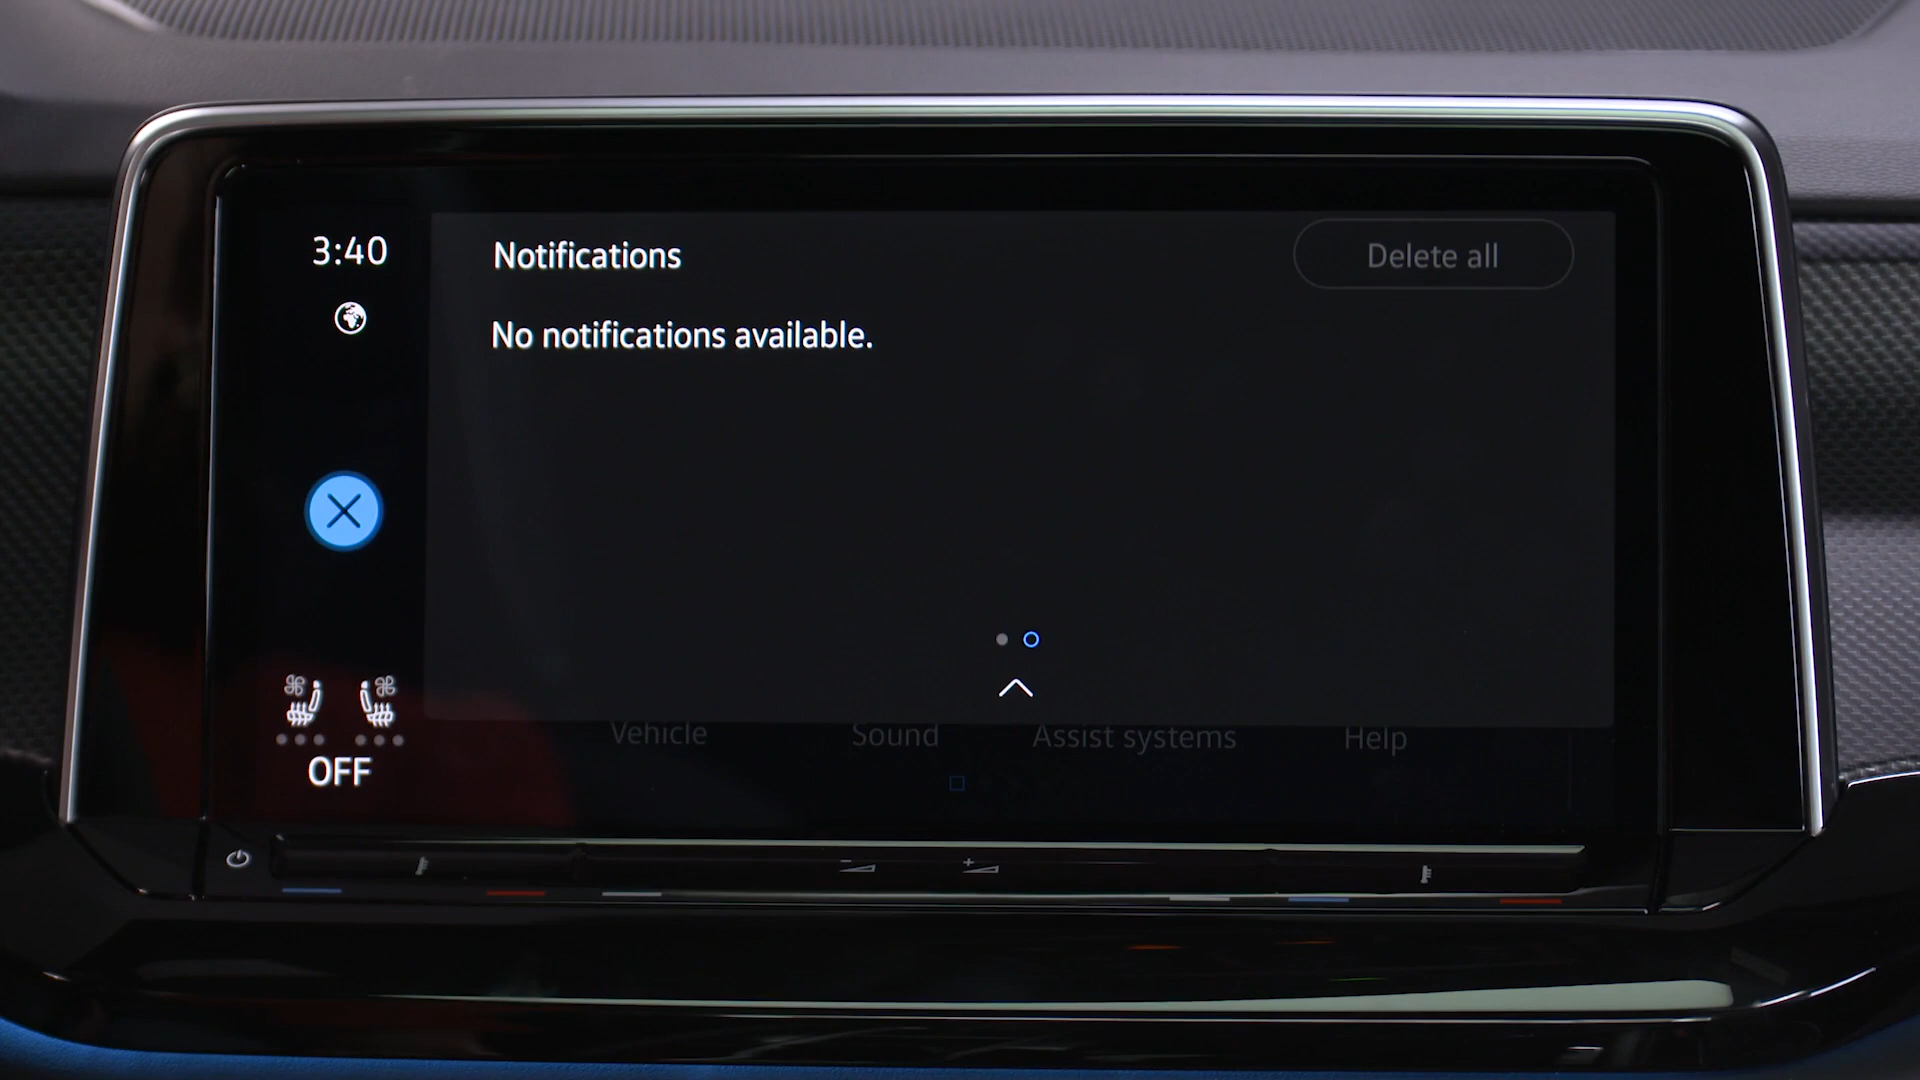 3:40
Notifications
Delete all
No notifications available.
Vehicle
Sound
Assist systems
Help
OFF